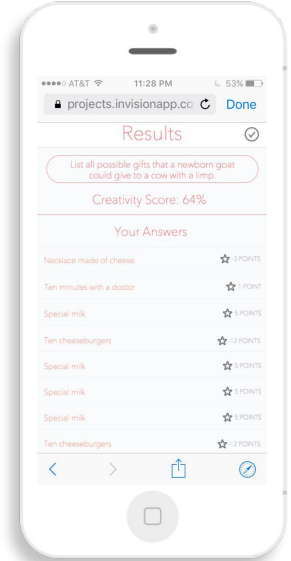 AT&T 11:28 PM 53%
projects.invisionapp.co Done
Results
List all possible gifts that a newborn goat
could give to a cow with a limp.
Creativity Score: 64%
Your Answers
Necklace made of cheese 3 POINTS
Ten minutes with a doctor 1 POINT
Special milk 5 POINTS
Ten cheeseburgers 12 POINTS
Special milk 5 POINTS
Special milk 5 POINTS
Special milk 5 POINTS
Ten cheeseburgers 12 POINTS